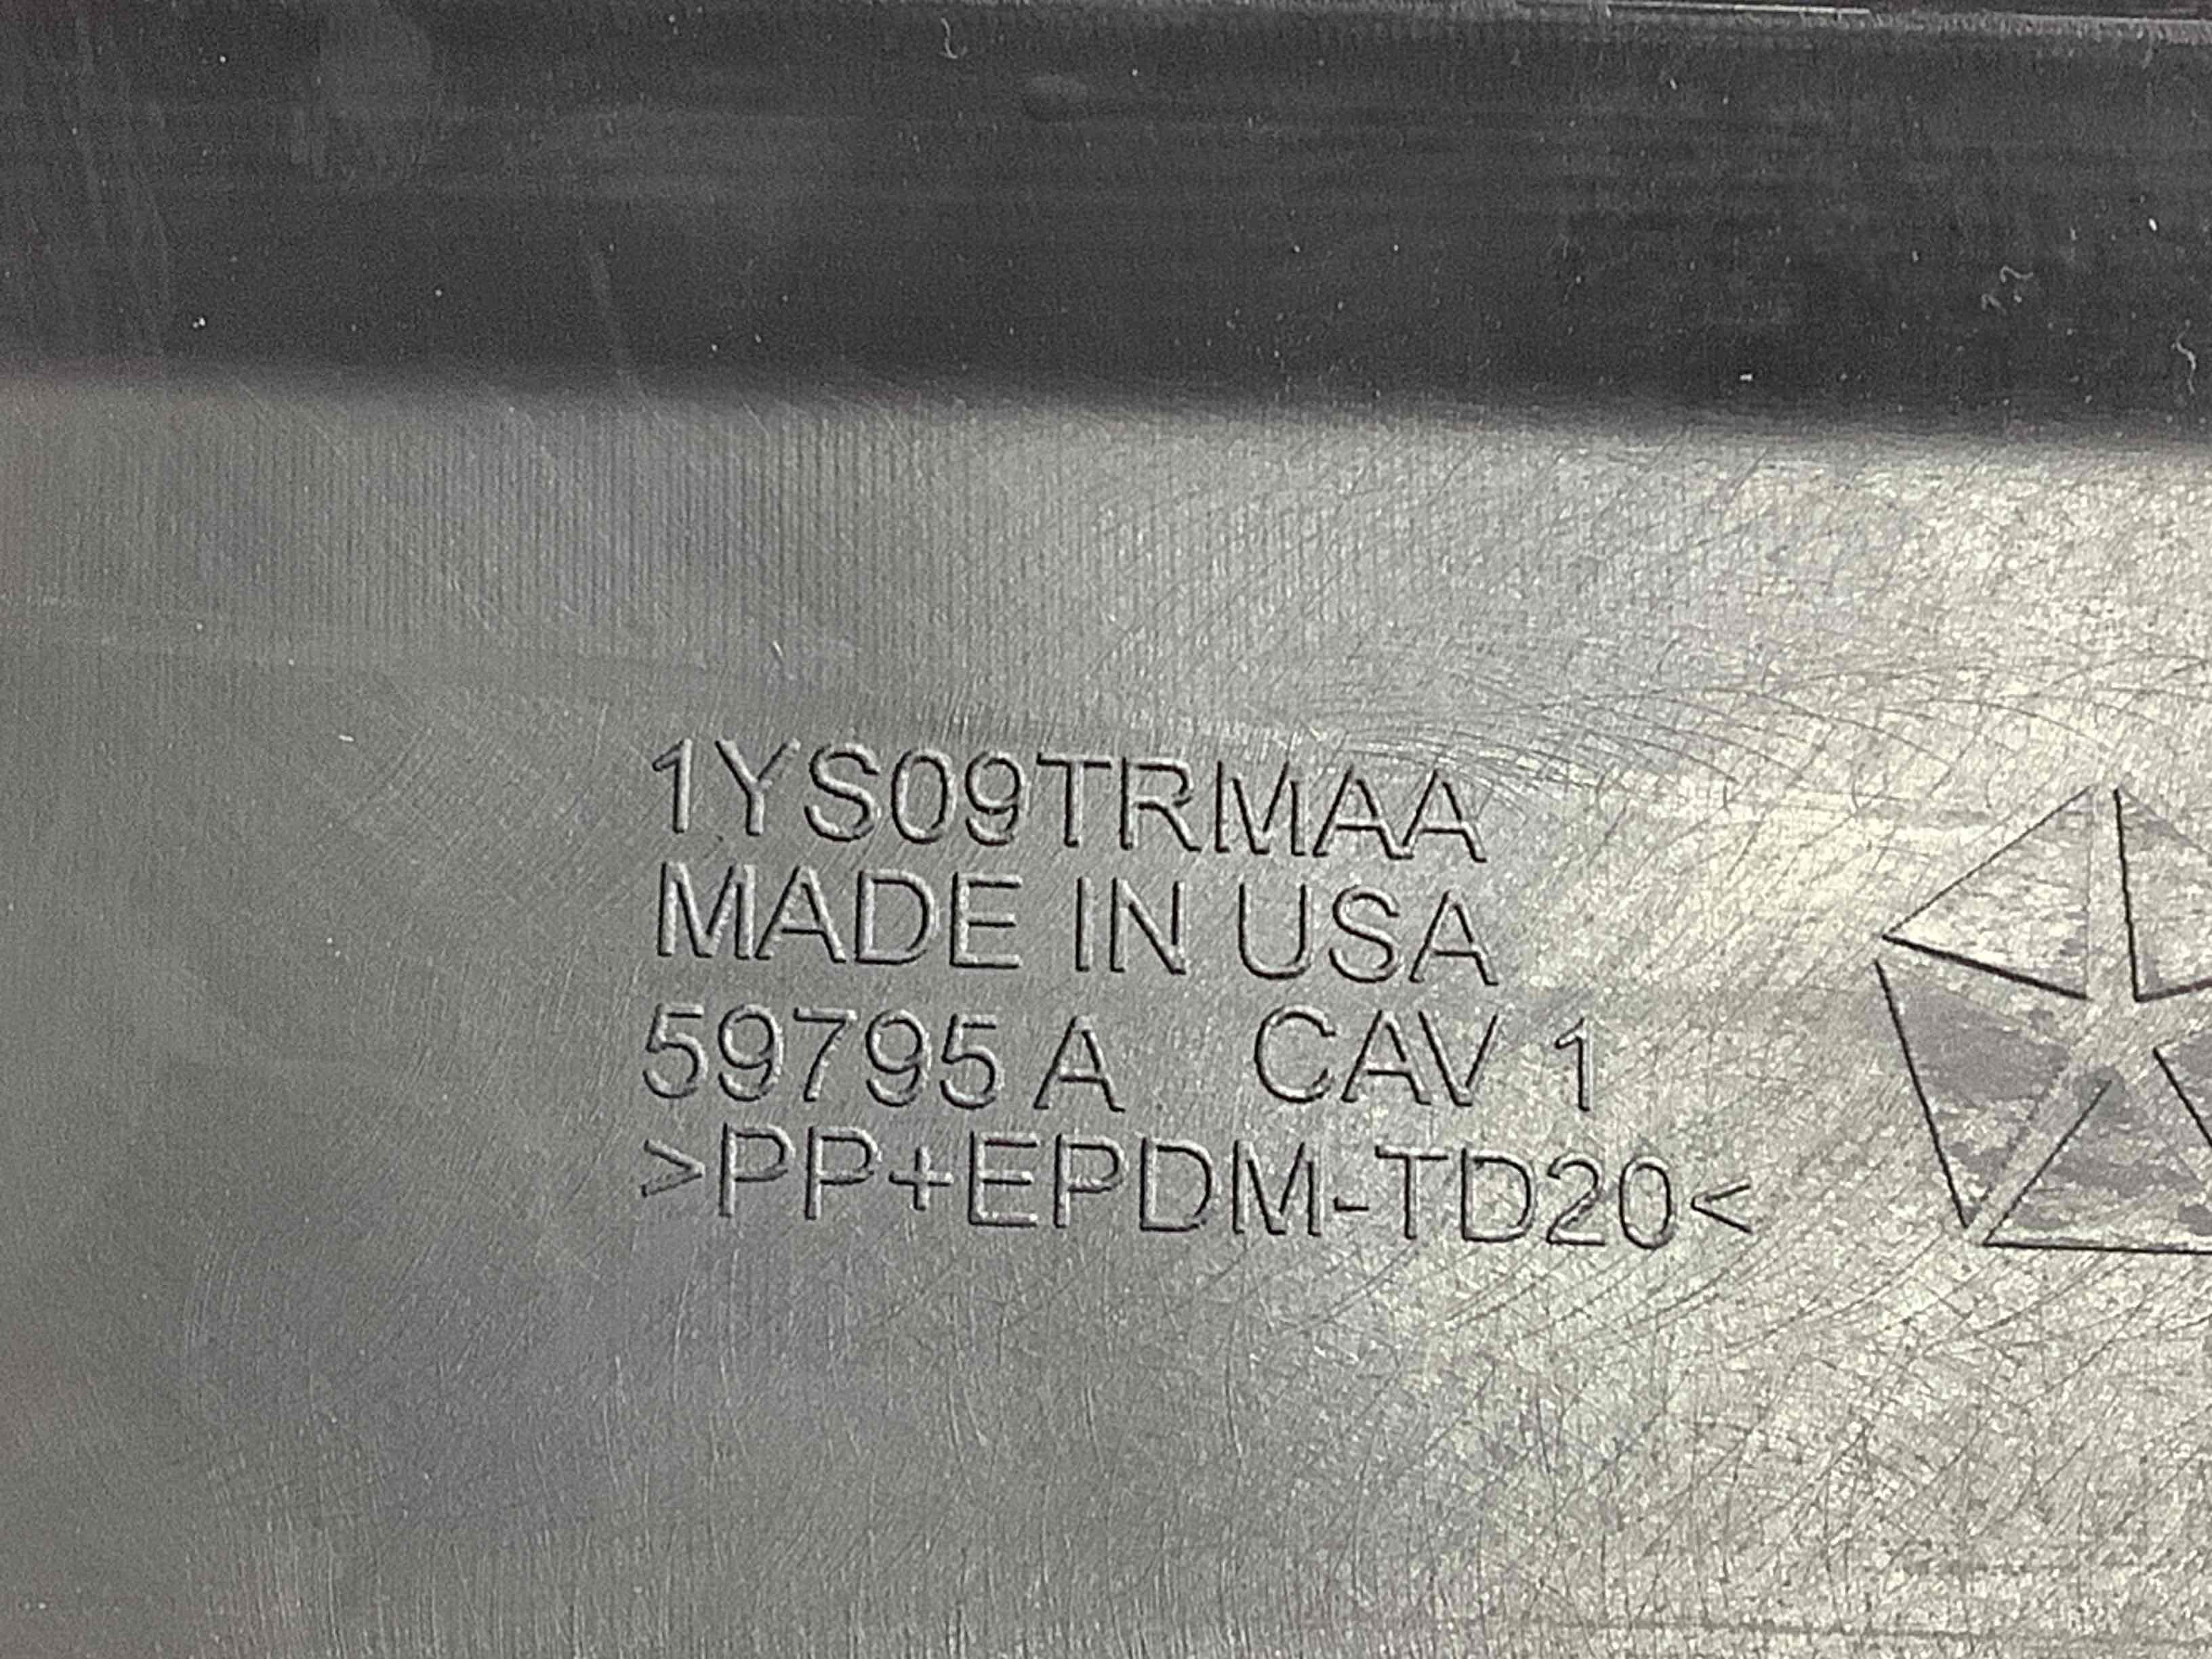 1YS09TRMAA
MADE IN USA
59795 A CAV 1
>PP+EPDM-TD20<